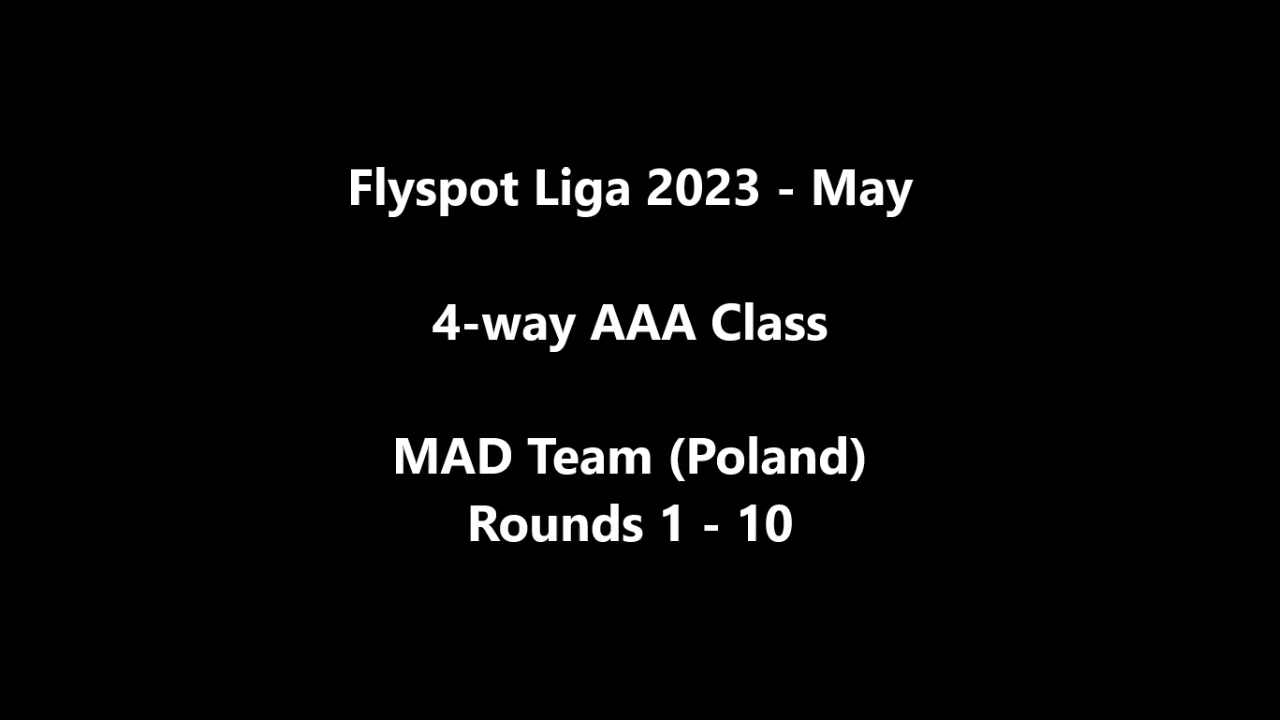 Flyspot Liga 2023 - May
4-way AAA Class
MAD Team (Poland)
Rounds 1 - 10